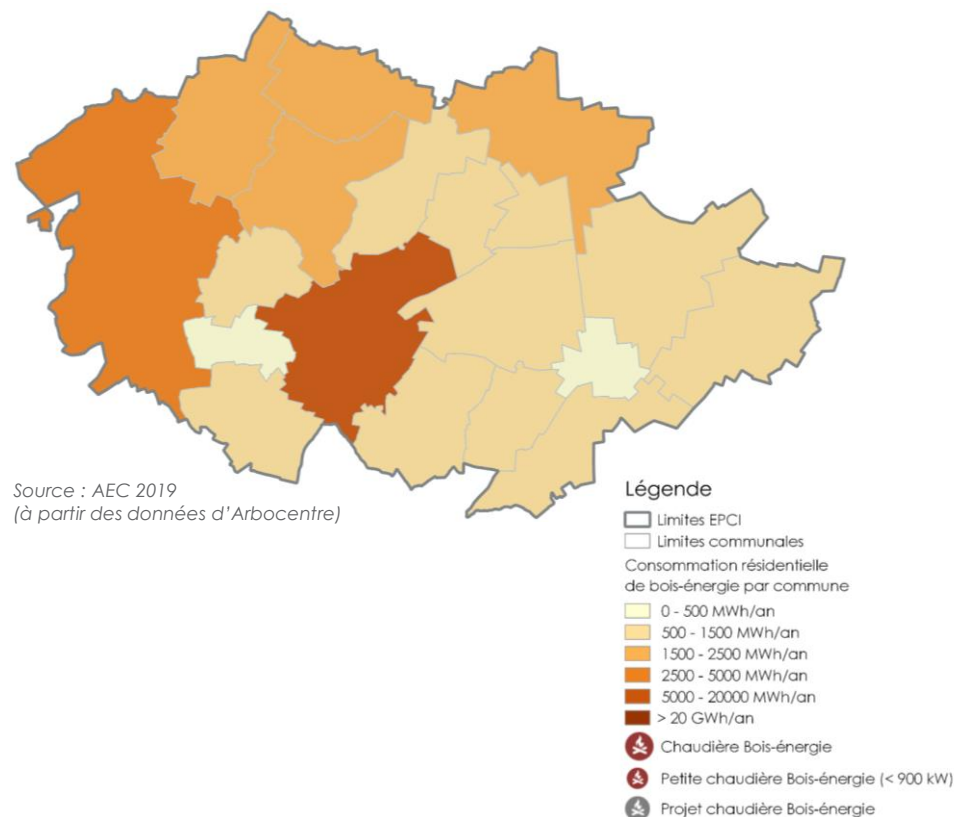 Source : AEC 2019
(à partir des données d'Arbocentre)
Légende
Limites EPCI
Limites communales
Consommation résidentielle
de bois-énergie par commune
0 - 500 MWh/an
500 - 1500 MWh/an
1500 - 2500 MWh/an
2500 - 5000 MWh/an
5000 - 20000 MWh/an
> 20 GWh/an
Chaudière Bois-énergie
Petite chaudière Bois-énergie (< 900 kW)
Projet chaudière Bois-énergie